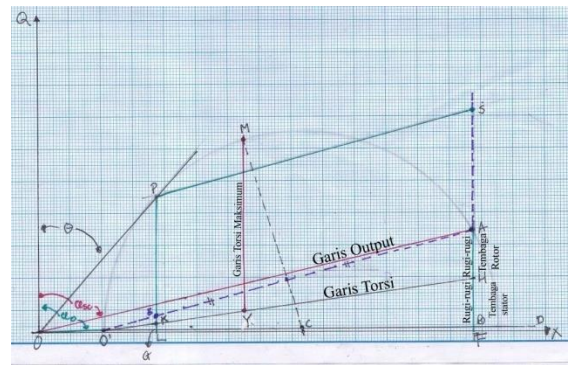 Q
M
S
P
θ
Garis Torsi Maksimum
Garis Output
Garis Torsi
A
Rugi-rugi Tembaga Rotor
Rugi-rugi Tembaga stator
O
O'
K
L
G
Y
C
B
F
D
X